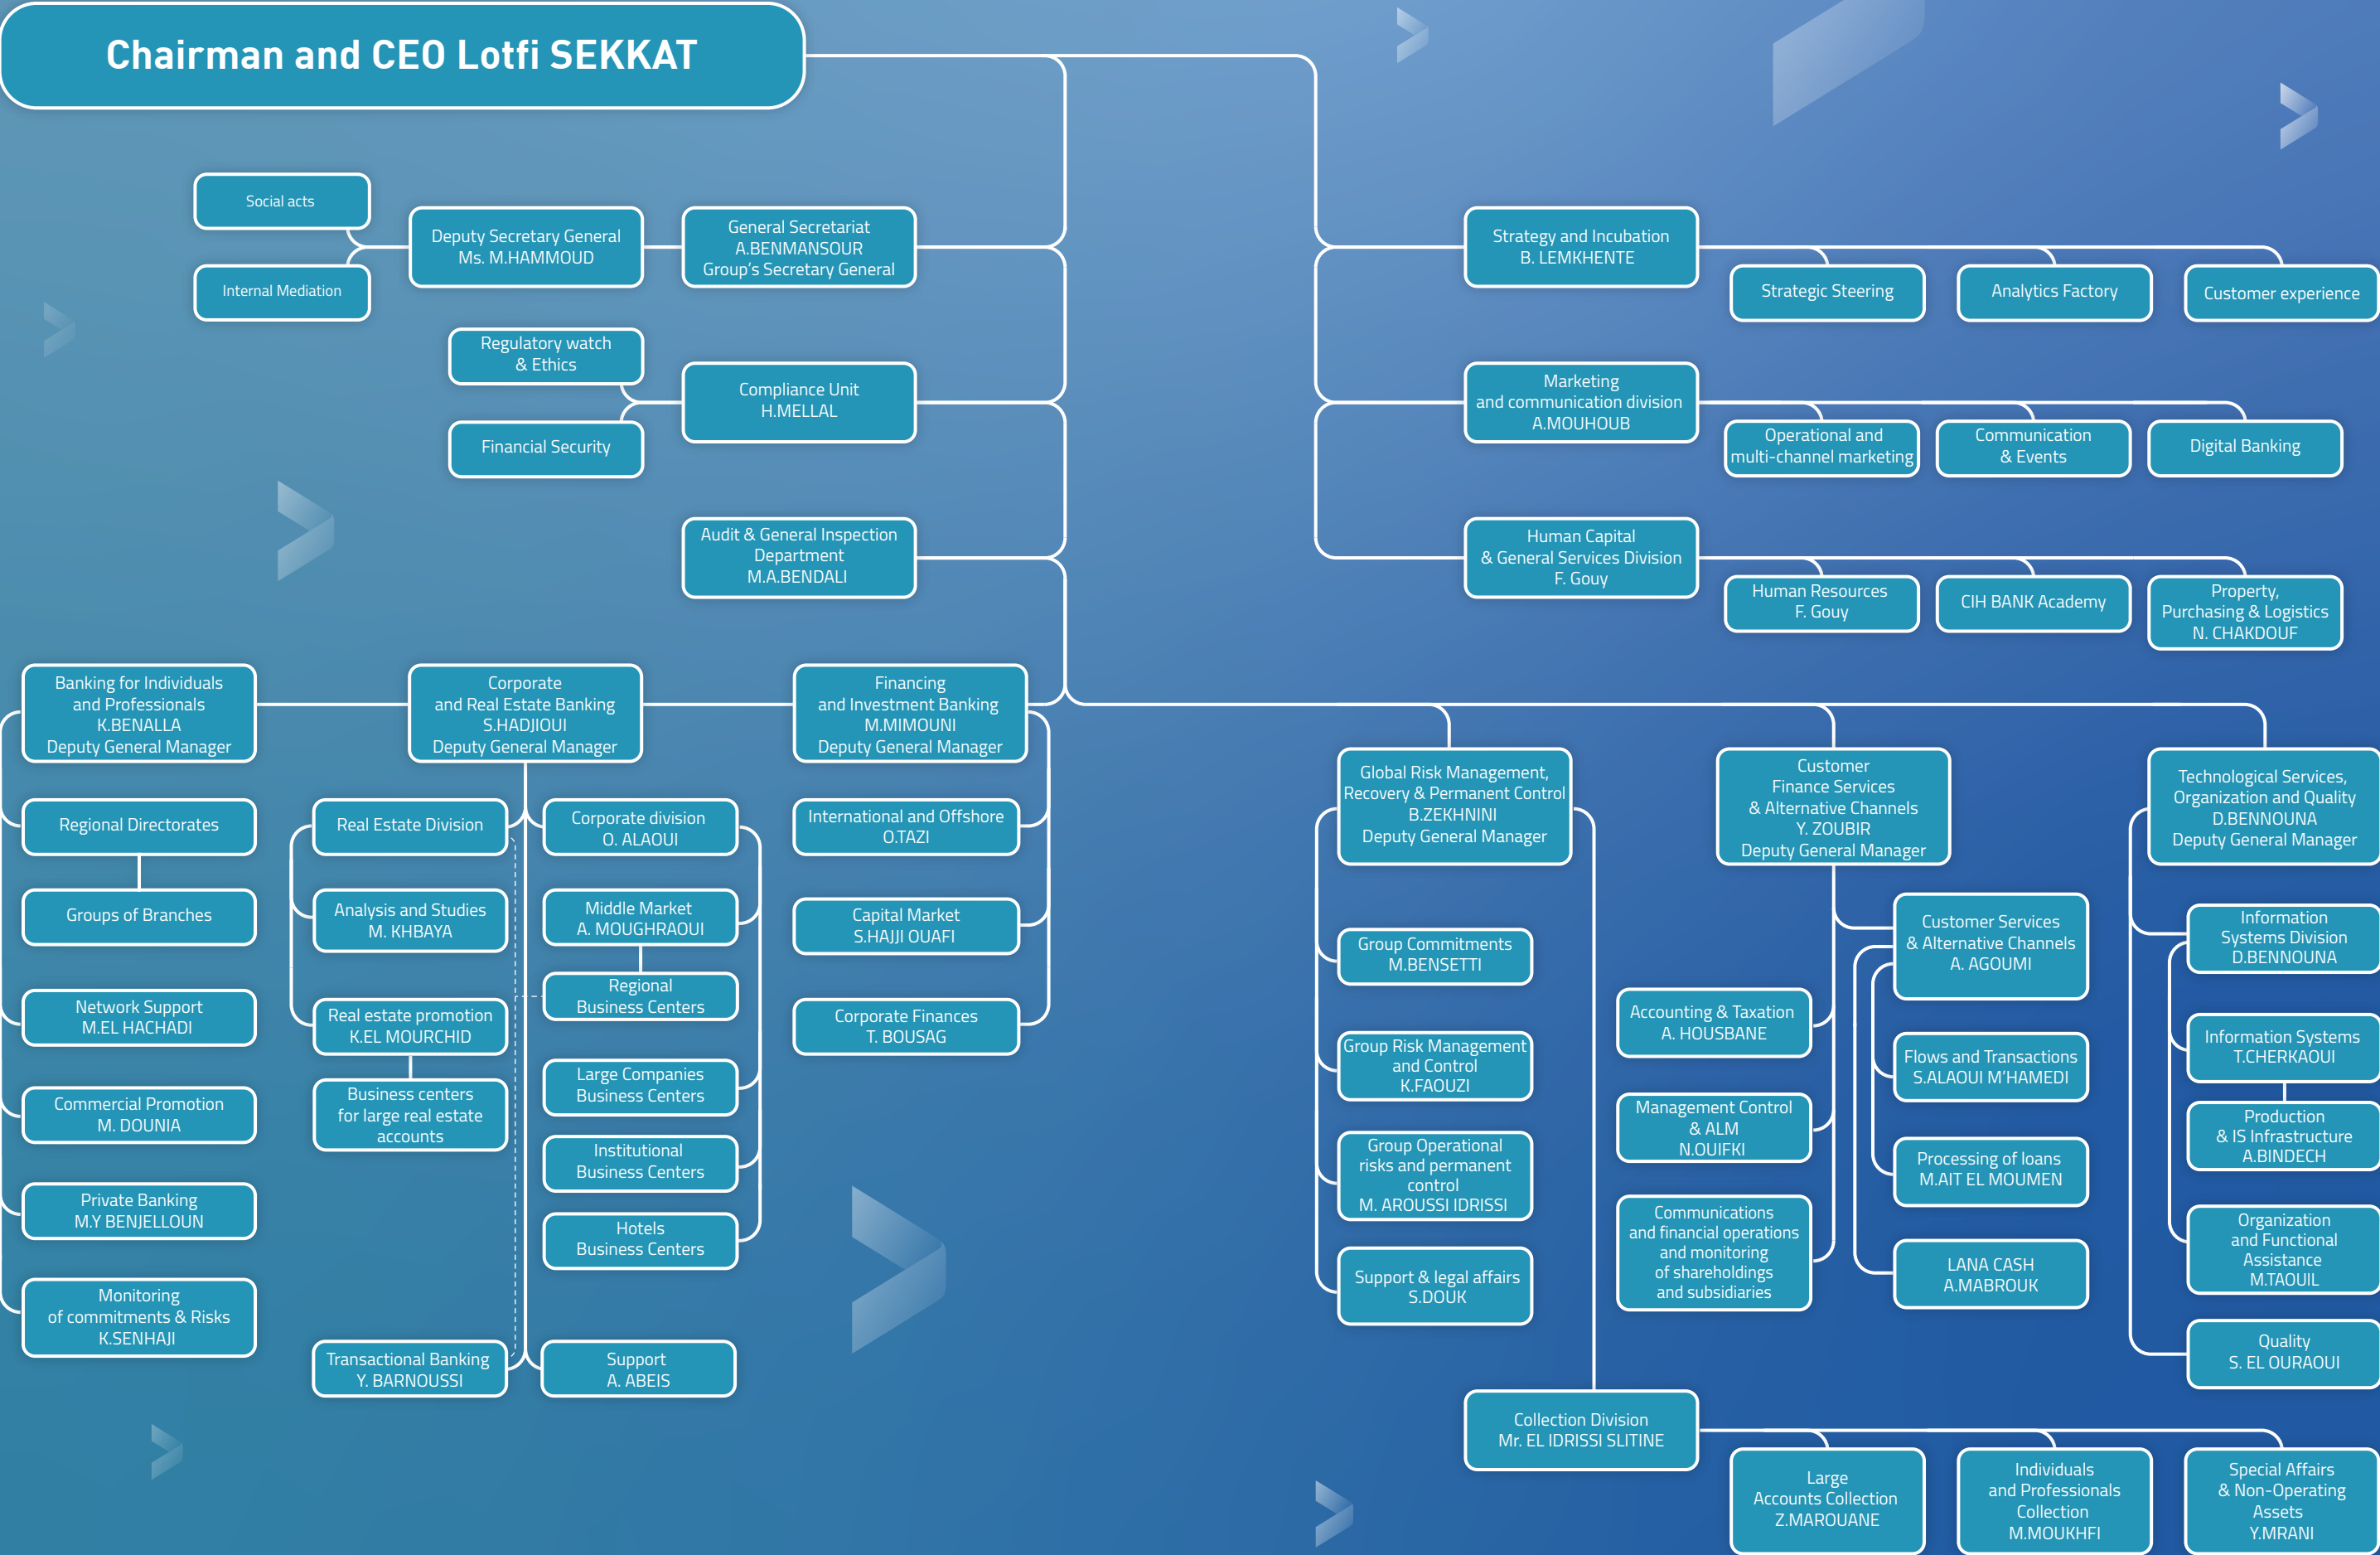 Chairman and CEO Lotfi SEKKAT
Social acts
Internal Mediation
Deputy Secretary General
Ms. M.HAMMOUD
General Secretariat
A.BENMANSOUR
Group's Secretary General
Regulatory watch
& Ethics
Financial Security
Compliance Unit
H.MELLAL
Audit & General Inspection
Department
M.A.BENDALI
Strategy and Incubation
B. LEMKHENTE
Strategic Steering
Analytics Factory
Customer experience
Marketing
and communication division
A.MOUHOUB
Operational and
multi-channel marketing
Communication
& Events
Digital Banking
Human Capital
& General Services Division
F. Gouy
Human Resources
F. Gouy
CIH BANK Academy
Property,
Purchasing & Logistics
N. CHAKDOUF
Banking for Individuals
and Professionals
K.BENALLA
Deputy General Manager
Regional Directorates
Groups of Branches
Network Support
M.EL HACHADI
Commercial Promotion
M. DOUNIA
Private Banking
M.Y BENJELLOUN
Monitoring
of commitments & Risks
K.SENHAJI
Corporate
and Real Estate Banking
S.HADJIOUI
Deputy General Manager
Real Estate Division
Analysis and Studies
M. KHBAYA
Real estate promotion
K.EL MOURCHID
Business centers
for large real estate
accounts
Transactional Banking
Y. BARNOUSSI
Corporate division
O. ALAOUI
Middle Market
A. MOUGHRAOUI
Regional
Business Centers
Large Companies
Business Centers
Institutional
Business Centers
Hotels
Business Centers
Support
A. ABEIS
Financing
and Investment Banking
M.MIMOUNI
Deputy General Manager
International and Offshore
O.TAZI
Capital Market
S.HAJJI OUAFI
Corporate Finances
T. BOUSAG
Global Risk Management,
Recovery & Permanent Control
B.ZEKHNINI
Deputy General Manager
Group Commitments
M.BENSETTI
Group Risk Management
and Control
K.FAOUZI
Group Operational
risks and permanent
control
M. AROUSSI IDRISSI
Support & legal affairs
S.DOUK
Customer
Finance Services
& Alternative Channels
Y. ZOUBIR
Deputy General Manager
Accounting & Taxation
A. HOUSBANE
Management Control
& ALM
N.OUIFKI
Communications
and financial operations
and monitoring
of shareholdings
and subsidiaries
Customer Services
& Alternative Channels
A. AGOUMI
Flows and Transactions
S.ALAOUI M'HAMEDI
Processing of loans
M.AIT EL MOUMEN
LANA CASH
A.MABROUK
Technological Services,
Organization and Quality
D.BENNOUNA
Deputy General Manager
Information
Systems Division
D.BENNOUNA
Information Systems
T.CHERKAOUI
Production
& IS Infrastructure
A.BINDECH
Organization
and Functional
Assistance
M.TAOUIL
Quality
S. EL OURAOUI
Collection Division
Mr. EL IDRISSI SLITINE
Large
Accounts Collection
Z.MAROUANE
Individuals
and Professionals
Collection
M.MOUKHFI
Special Affairs
& Non-Operating
Assets
Y.MRANI